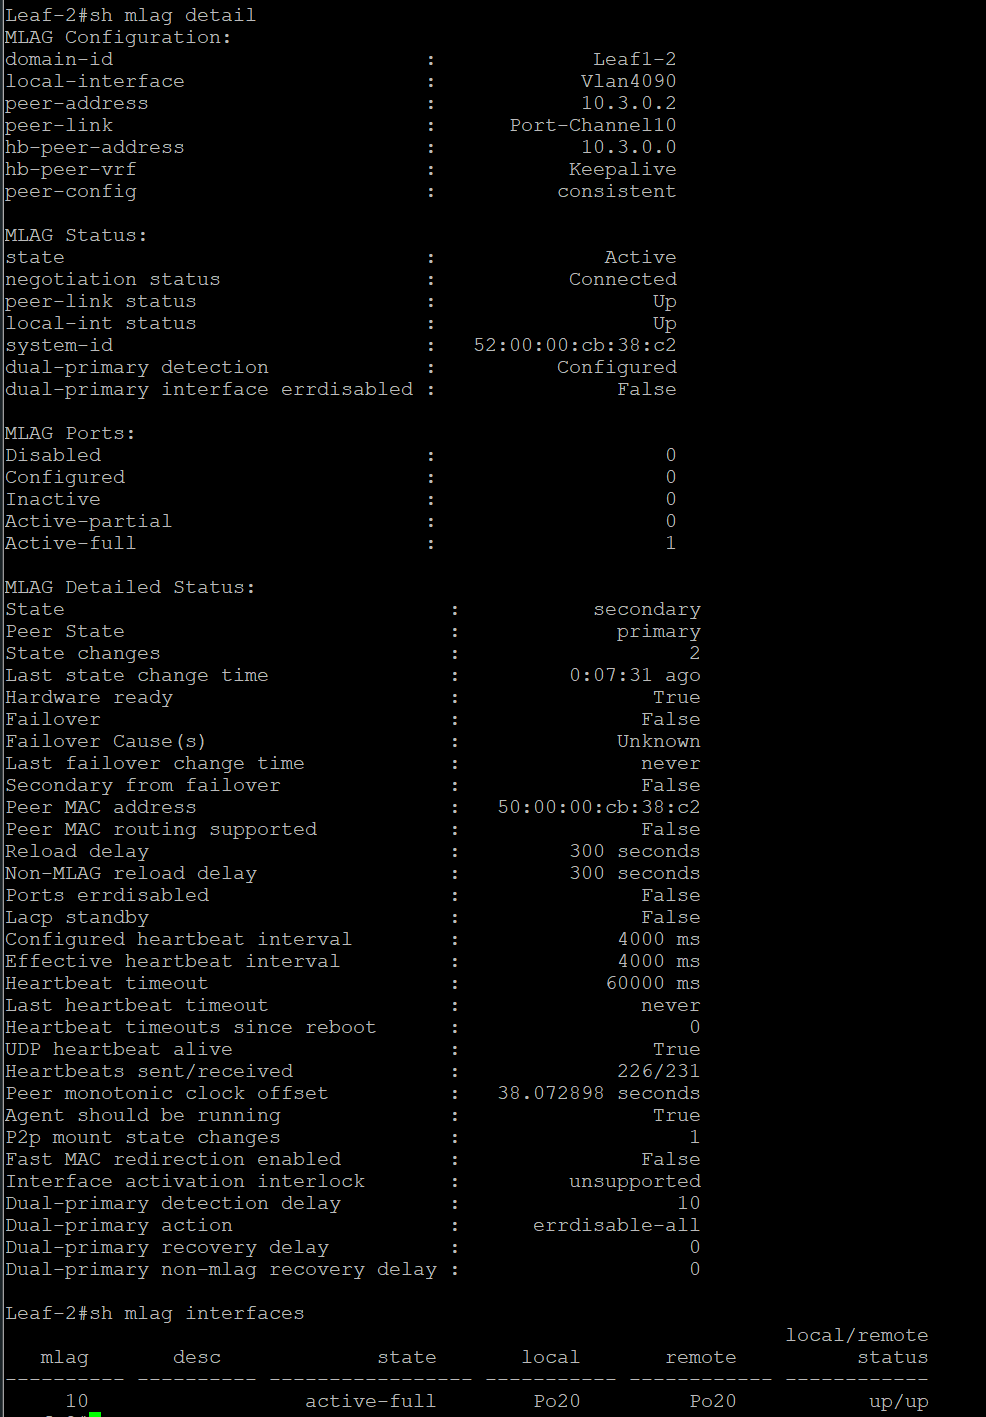 Leaf-2#sh mlag detail
MLAG Configuration:
domain-id : Leaf1-2
local-interface : Vlan4090
peer-address : 10.3.0.2
peer-link : Port-Channel10
hb-peer-address : 10.3.0.0
hb-peer-vrf : Keepalive
peer-config : consistent
MLAG Status:
state : Active
negotiation status : Connected
peer-link status : Up
local-int status : Up
system-id : 52:00:00:cb:38:c2
dual-primary detection : Configured
dual-primary interface errdisabled : False
MLAG Ports:
Disabled : 0
Configured : 0
Inactive : 0
Active-partial : 0
Active-full : 1
MLAG Detailed Status:
State : secondary
Peer State : primary
State changes : 2
Last state change time : 0:07:31 ago
Hardware ready : True
Failover : False
Failover Cause(s) : Unknown
Last failover change time : never
Secondary from failover : False
Peer MAC address : 50:00:00:cb:38:c2
Peer MAC routing supported : False
Reload delay : 300 seconds
Non-MLAG reload delay : 300 seconds
Ports errdisabled : False
Lacp standby : False
Configured heartbeat interval : 4000 ms
Effective heartbeat interval : 4000 ms
Heartbeat timeout : 60000 ms
Last heartbeat timeout : never
Heartbeat timeouts since reboot : 0
UDP heartbeat alive : True
Heartbeats sent/received : 226/231
Peer monotonic clock offset : 38.072898 seconds
Agent should be running : True
P2p mount state changes : 1
Fast MAC redirection enabled : False
Interface activation interlock : unsupported
Dual-primary detection delay : 10
Dual-primary action : errdisable-all
Dual-primary recovery delay : 0
Dual-primary non-mlag recovery delay : 0
Leaf-2#sh mlag interfaces
local/remote
mlag desc state local remote status
---------- ---------- ----------------- ----------- ------------ ------------
10 active-full Po20 Po20 up/up